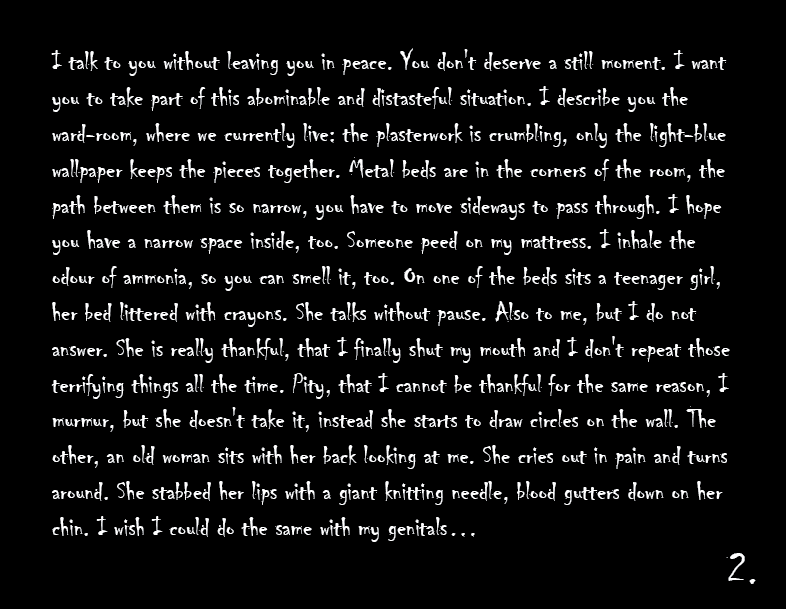 I talk to you without leaving you in peace. You don't deserve a still moment. I want
you to take part of this abominable and distasteful situation. I describe you the
ward-room, where we currently live: the plasterwork is crumbling, only the light-blue
wallpaper keeps the pieces together. Metal beds are in the corners of the room, the
path between them is so narrow, you have to move sideways to pass through. I hope
you have a narrow space inside, too. Someone peed on my mattress. I inhale the
odour of ammonia, so you can smell it, too. On one of the beds sits a teenager girl,
her bed littered with crayons. She talks without pause. Also to me, but I do not
answer. She is really thankful, that I finally shut my mouth and I don't repeat those
terrifying things all the time. Pity, that I cannot be thankful for the same reason, I
murmur, but she doesn't take it, instead she starts to draw circles on the wall. The
other, an old woman sits with her back looking at me. She cries out in pain and turns
around. She stabbed her lips with a giant knitting needle, blood gutters down on her
chin. I wish I could do the same with my genitals...
2.